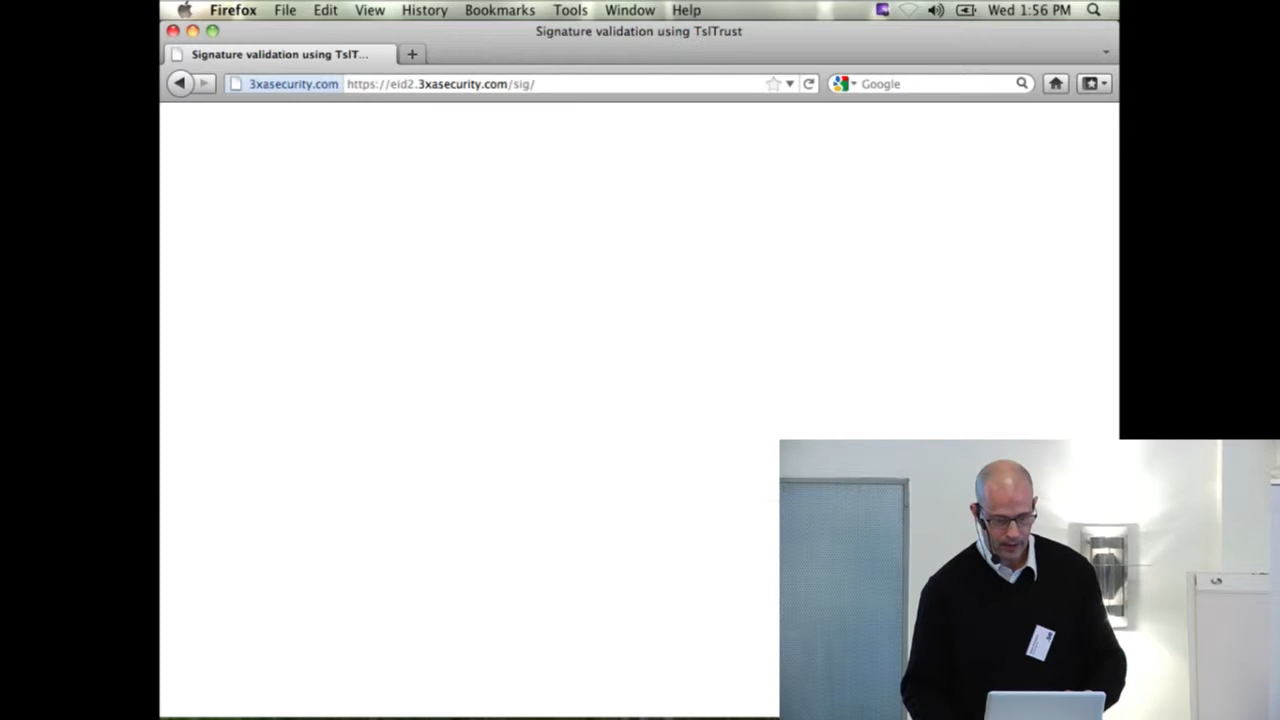 Firefox File Edit View History Bookmarks Tools Window Help Wed 1:56 PM
Signature validation using TslTrust
Signature validation using TslT...
3xasecurity.com https://eid2.3xasecurity.com/sig/ Google